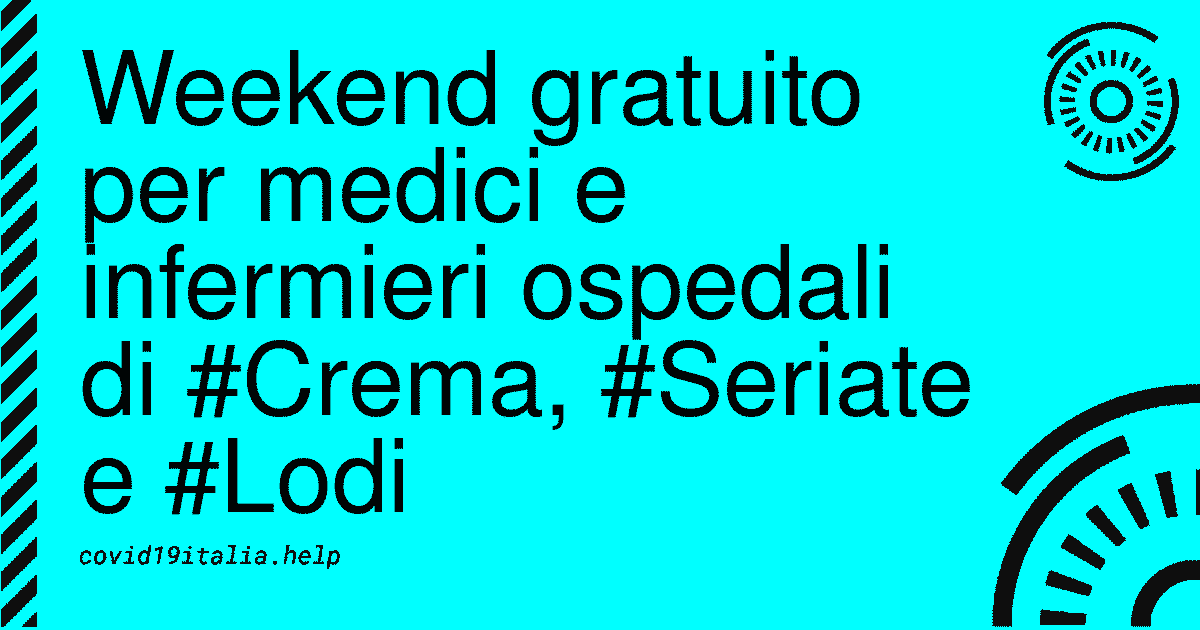 Weekend gratuito
per medici e
infermieri ospedali
di #Crema, #Seriate
e #Lodi
covid19italia.help